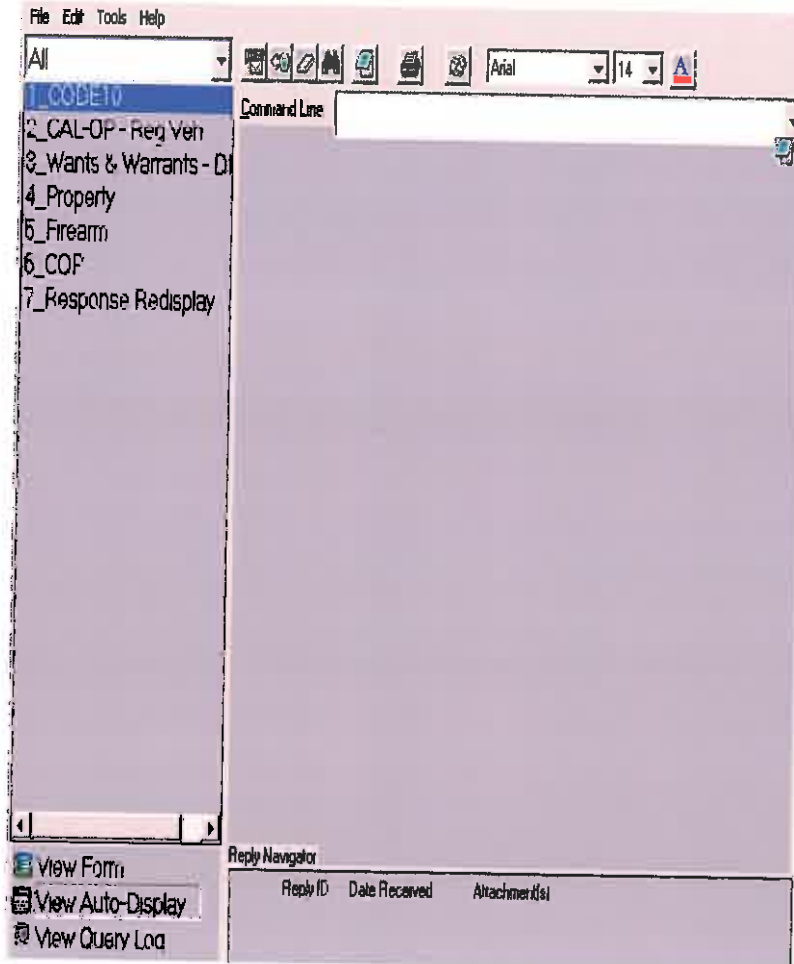 File Edit Tools Help
All
Arial 14 A
1_CODE10
Command Line
2_CAL-OP - Reg Veh
3_Wants & Warrants - D
4_Property
5_Firearm
6_COP
7_Response Redisplay
View Form
View Auto-Display
View Query Log
Reply Navigator
Reply ID Date Received Attachment(s)